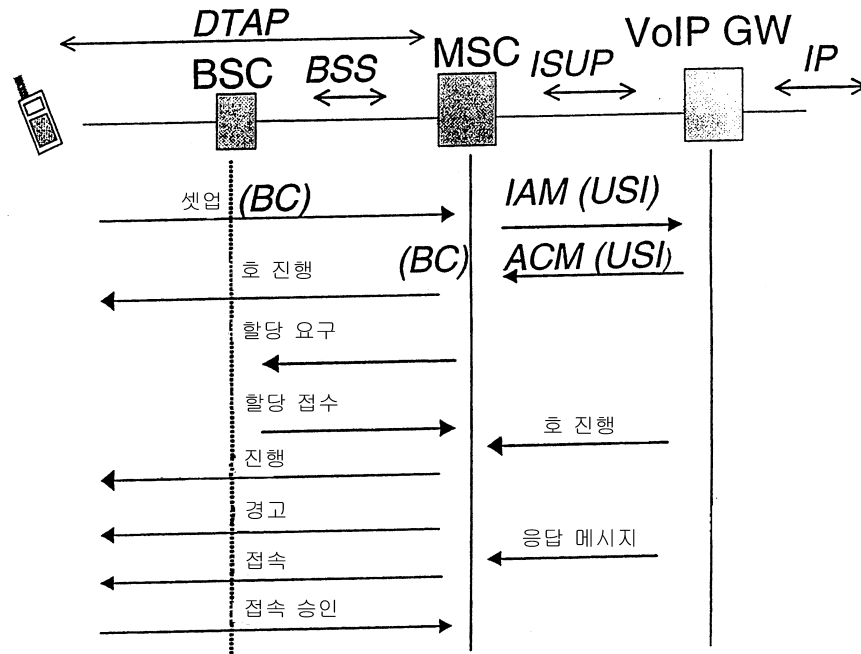 DTAP
BSC
BSS
MSC
ISUP
VoIP GW
IP
셋업 (BC)
IAM (USI)
호 진행
(BC)
ACM (USI)
할당 요구
할당 접수
호 진행
진행
경고
응답 메시지
접속
접속 승인